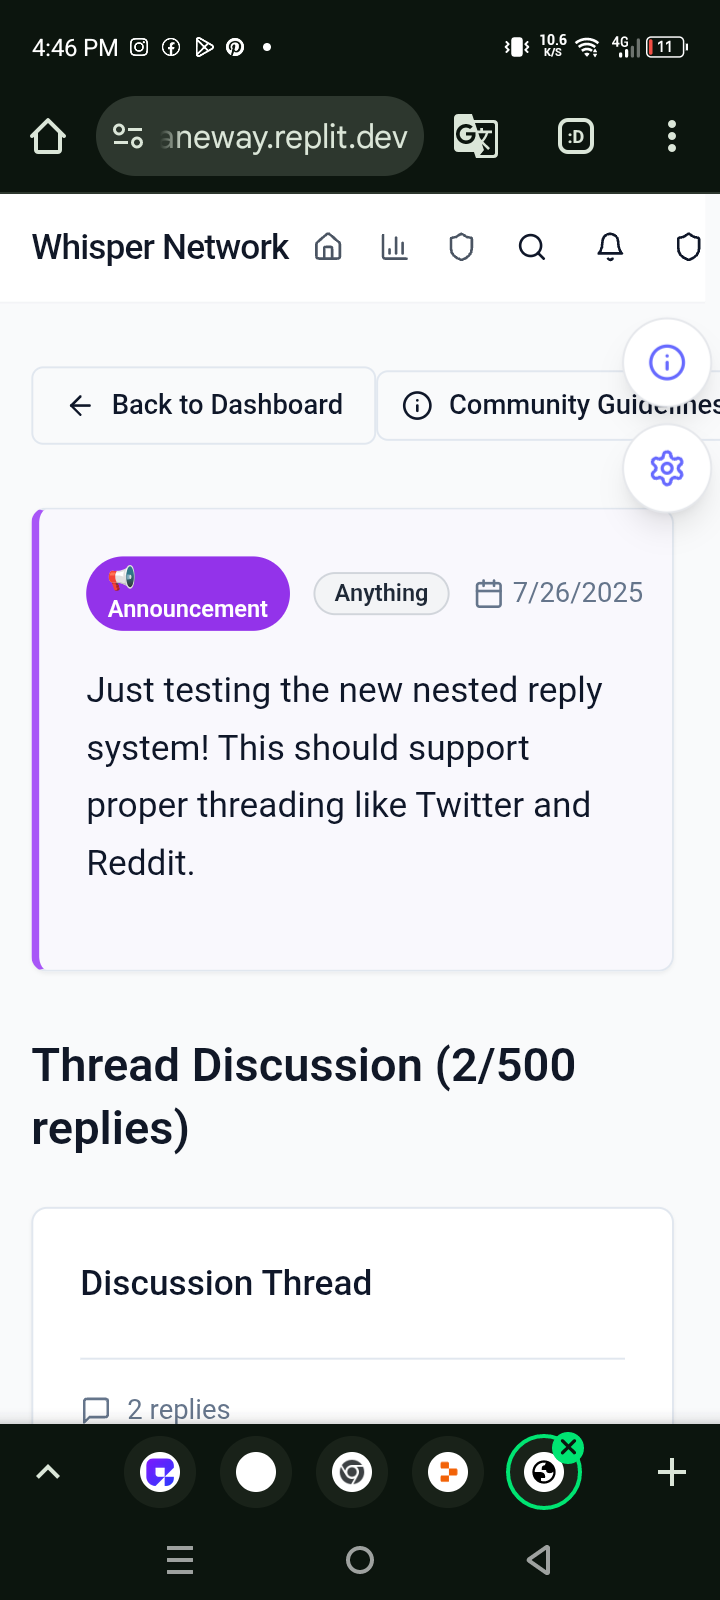 4:46 PM
10.6
K/S
4G
11
aneway.replit.dev
:D
Whisper Network
Back to Dashboard
Community Guidelines
📢
Announcement
Anything
7/26/2025
Just testing the new nested reply
system! This should support
proper threading like Twitter and
Reddit.
Thread Discussion (2/500
replies)
Discussion Thread
2 replies